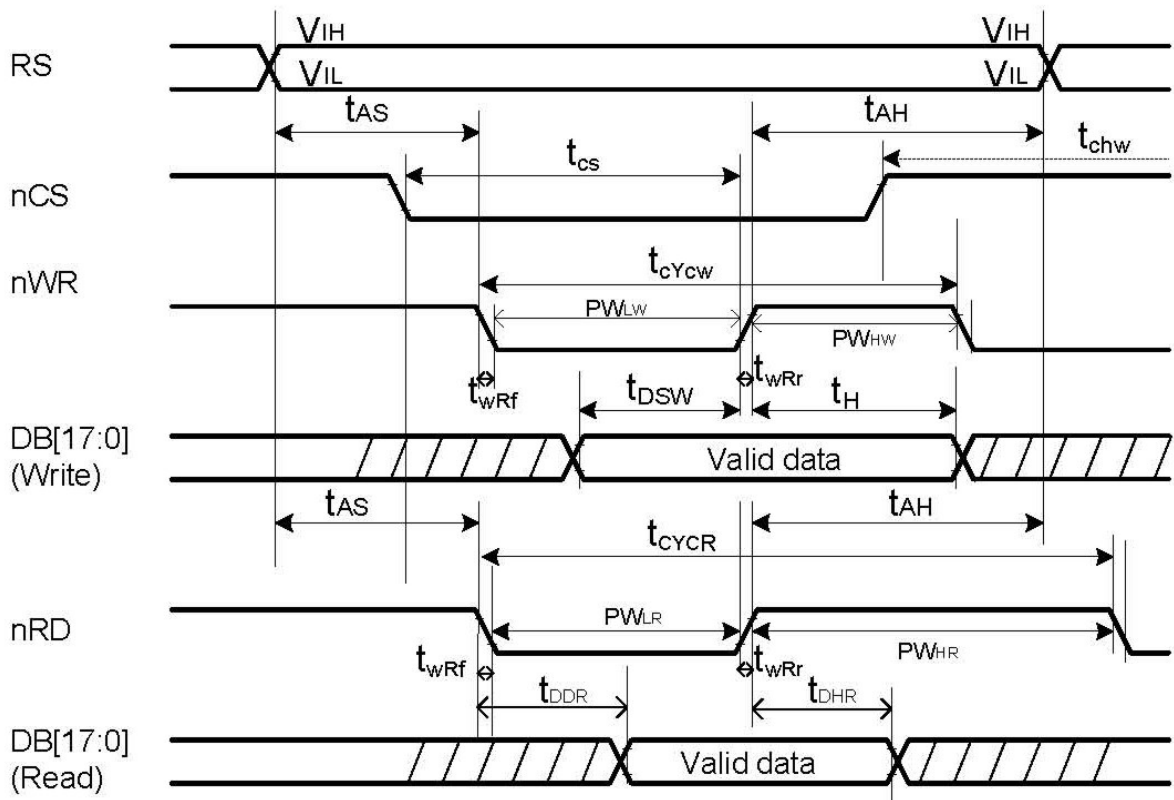 RS
VIH
VIH
VIL
VIL
tAS
tAH
tchw
nCS
tcs
nWR
tcYcw
PWLW
PWHW
twRf
tDSW
twRr
tH
DB[17:0]
(Write)
Valid data
tAS
tAH
tCYCR
nRD
PWLR
PWHR
twRf
twRr
tDDR
tDHR
DB[17:0]
(Read)
Valid data